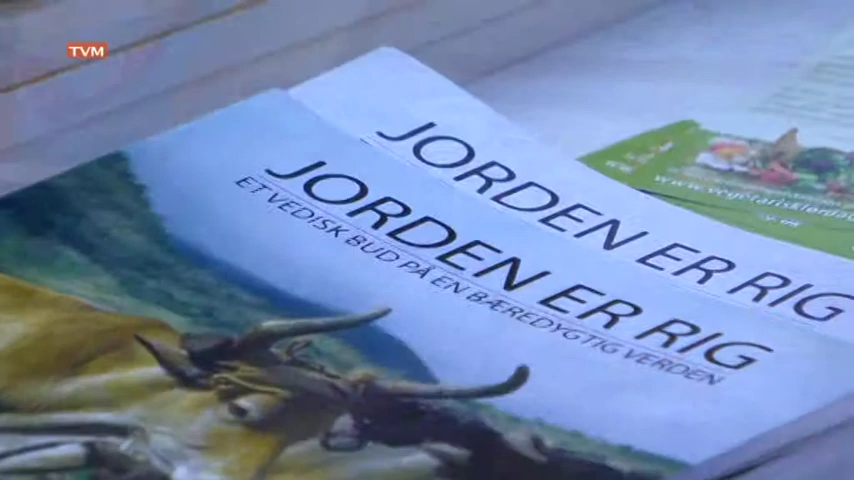 TVM
JORDEN ER RIG
JORDEN ER RIG
ET VEDISK BUD PÅ EN BÆREDYGTIG VERDEN